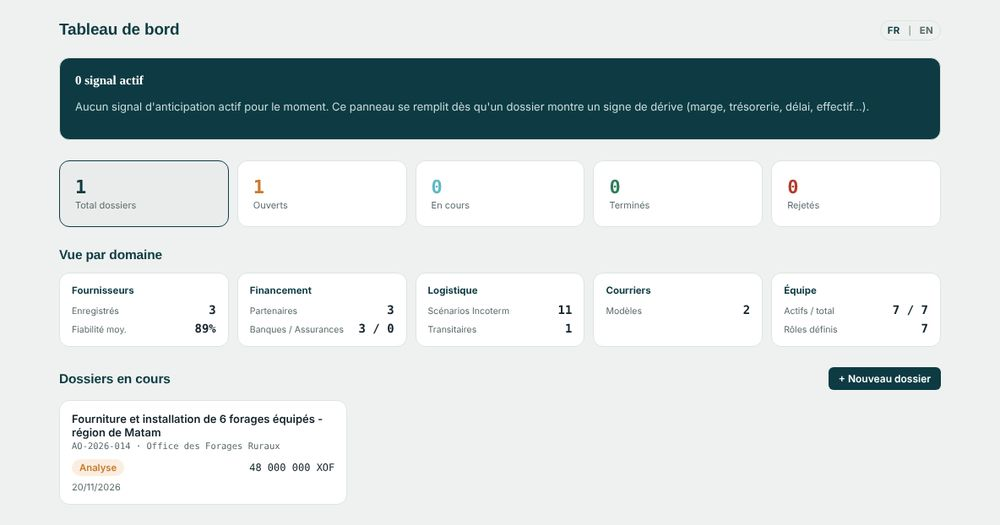 Tableau de bord
FR | EN
0 signal actif
Aucun signal d'anticipation actif pour le moment. Ce panneau se remplit dès qu'un dossier montre un signe de dérive (marge, trésorerie, délai, effectif...).
1
Total dossiers
1
Ouverts
0
En cours
0
Terminés
0
Rejetés
Vue par domaine
Fournisseurs
Enregistrés 3
Fiabilité moy. 89%
Financement
Partenaires 3
Banques / Assurances 3 / 0
Logistique
Scénarios Incoterm 11
Transitaires 1
Courriers
Modèles 2
Équipe
Actifs / total 7 / 7
Rôles définis 7
Dossiers en cours
+ Nouveau dossier
Fourniture et installation de 6 forages équipés -
région de Matam
AO-2026-014 · Office des Forages Ruraux
Analyse 48 000 000 XOF
20/11/2026